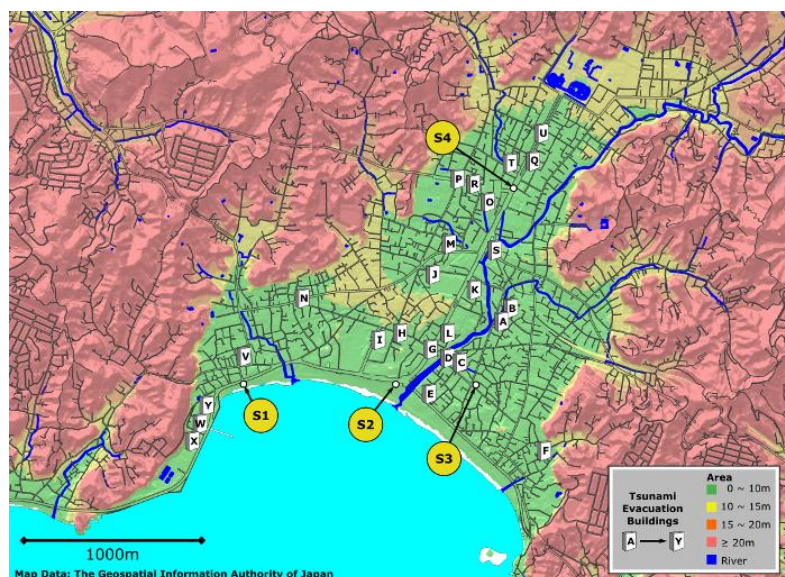 U
S4
T
Q
P
R
O
M
S
J
K
N
B
A
H
L
I
G
V
D
C
E
Y
W
X
S1
S2
S3
F
Tsunami
Evacuation
Buildings
A
Y
Area
0 ~ 10m
10 ~ 15m
15 ~ 20m
≥ 20m
River
1000m
Map Data: The Geospatial Information Authority of Japan